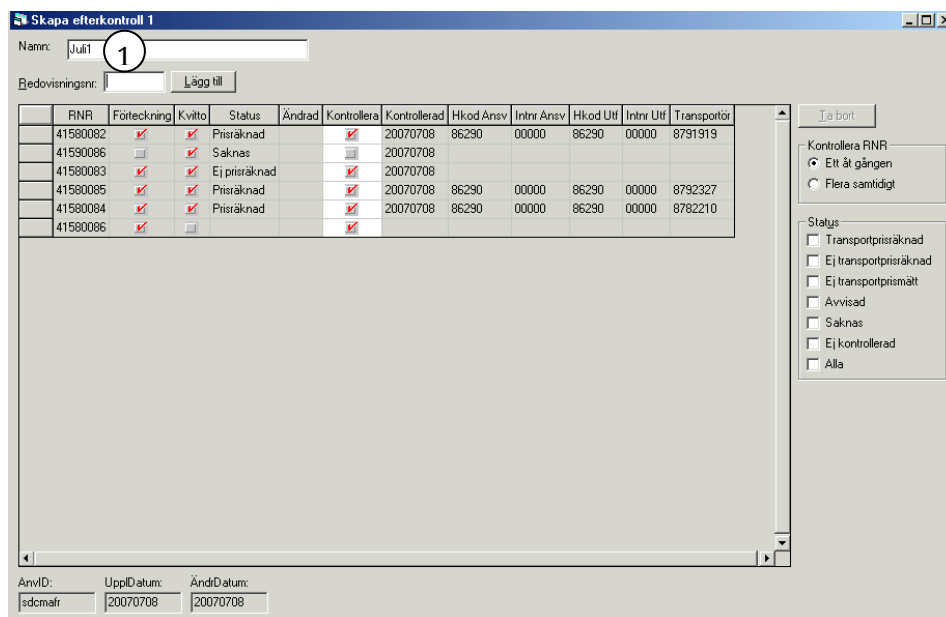 Skapa efterkontroll 1
Namn: Juli1
1
Redovisningsnr: Lägg till
RNR Förteckning Kvitto Status Ändrad Kontrollera Kontrollerad Hkod Ansv Intnr Ansv Hkod Utf Intnr Utf Transportör
41580082 Prisräknad 20070708 86290 00000 86290 00000 8791919
41590086 Saknas 20070708
41580083 Ej prisräknad 20070708
41580085 Prisräknad 20070708 86290 00000 86290 00000 8792327
41580084 Prisräknad 20070708 86290 00000 86290 00000 8782210
41580086
Ta bort
Kontrollera RNR
Ett åt gången
Flera samtidigt
Status
Transportprisräknad
Ej transportprisräknad
Ej transportprismätt
Avvisad
Saknas
Ej kontrollerad
Alla
AnvID: UpplDatum: ÄndrDatum:
sdcmafr 20070708 20070708